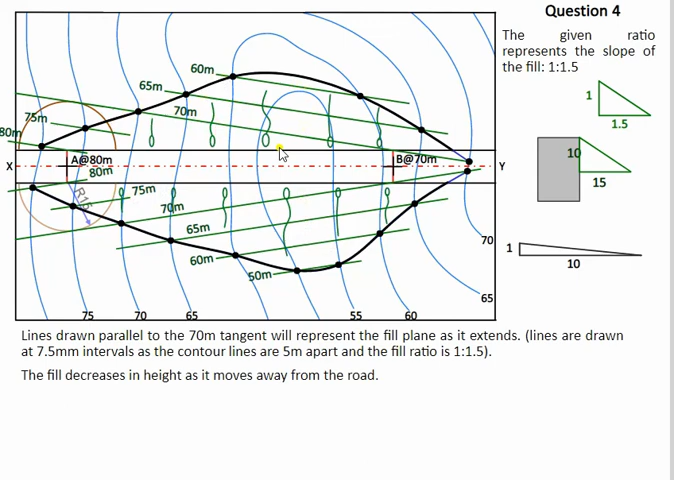 Question 4
The given ratio
represents the slope of
the fill: 1:1.5
1
1.5
10
15
1
10
60m
65m
70m
75m
80m
X
A@80m
B@70m
Y
80m
75m
70m
65m
60m
50m
70
65
75
70
65
55
60
Lines drawn parallel to the 70m tangent will represent the fill plane as it extends. (lines are drawn
at 7.5mm intervals as the contour lines are 5m apart and the fill ratio is 1:1.5).
The fill decreases in height as it moves away from the road.